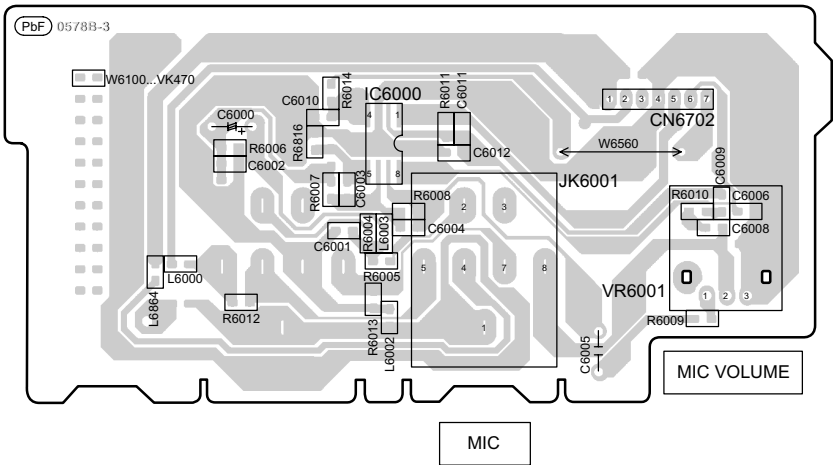 PbF 0578B-3
W6100...VK470
C6000
R6006
C6002
C6010
R6014
R6816
IC6000
4 1
5 8
R6011
C6011
C6012
1 2 3 4 5 6 7
CN6702
W6560
C6009
R6007
C6003
JK6001
R6010
C6006
C6008
R6008
C6004
2 3
C6001
R6004
L6003
R6005
5 4 7 8
1
L6864
L6000
R6012
R6013
L6002
VR6001
1 2 3
R6009
C6005
MIC VOLUME
MIC